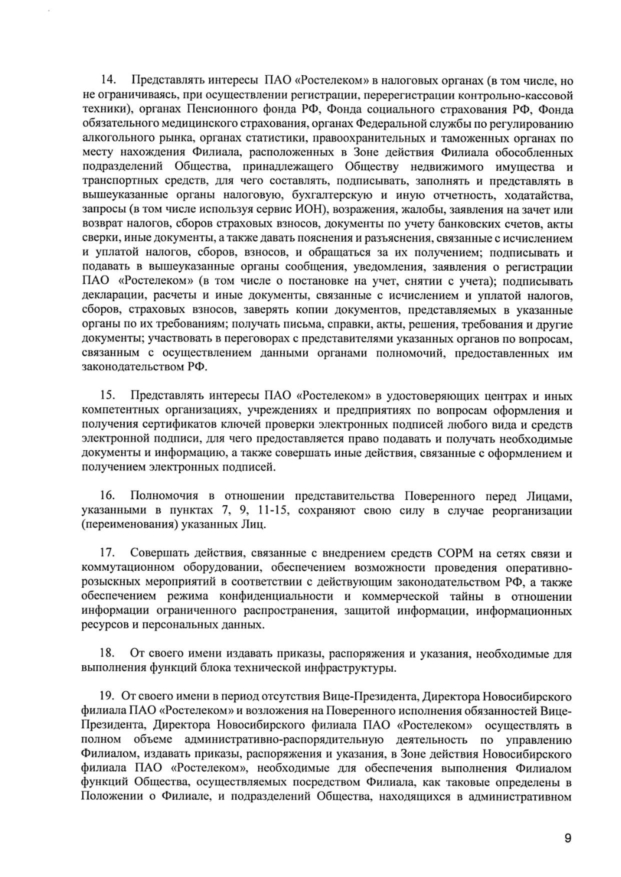 14. Представлять интересы ПАО «Ростелеком» в налоговых органах (в том числе, но
не ограничиваясь, при осуществлении регистрации, перерегистрации контрольно-кассовой
техники), органах Пенсионного фонда РФ, Фонда социального страхования РФ, Фонда
обязательного медицинского страхования, органах Федеральной службы по регулированию
алкогольного рынка, органах статистики, правоохранительных и таможенных органах по
месту нахождения Филиала, расположенных в Зоне действия Филиала обособленных
подразделений Общества, принадлежащего Обществу недвижимого имущества и
транспортных средств, для чего составлять, подписывать, заполнять и представлять в
вышеуказанные органы налоговую, бухгалтерскую и иную отчетность, ходатайства,
запросы (в том числе используя сервис ИОН), возражения, жалобы, заявления на зачет или
возврат налогов, сборов страховых взносов, документы по учету банковских счетов, акты
сверки, иные документы, а также давать пояснения и разъяснения, связанные с исчислением
и уплатой налогов, сборов, взносов, и обращаться за их получением; подписывать и
подавать в вышеуказанные органы сообщения, уведомления, заявления о регистрации
ПАО «Ростелеком» (в том числе о постановке на учет, снятии с учета); подписывать
декларации, расчеты и иные документы, связанные с исчислением и уплатой налогов,
сборов, страховых взносов, заверять копии документов, представляемых в указанные
органы по их требованиям; получать письма, справки, акты, решения, требования и другие
документы; участвовать в переговорах с представителями указанных органов по вопросам,
связанным с осуществлением данными органами полномочий, предоставленных им
законодательством РФ.
15. Представлять интересы ПАО «Ростелеком» в удостоверяющих центрах и иных
компетентных организациях, учреждениях и предприятиях по вопросам оформления и
получения сертификатов ключей проверки электронных подписей любого вида и средств
электронной подписи, для чего предоставляется право подавать и получать необходимые
документы и информацию, а также совершать иные действия, связанные с оформлением и
получением электронных подписей.
16. Полномочия в отношении представительства Поверенного перед Лицами,
указанными в пунктах 7, 9, 11-15, сохраняют свою силу в случае реорганизации
(переименования) указанных Лиц.
17. Совершать действия, связанные с внедрением средств СОРМ на сетях связи и
коммутационном оборудовании, обеспечением возможности проведения оперативно-
розыскных мероприятий в соответствии с действующим законодательством РФ, а также
обеспечением режима конфиденциальности и коммерческой тайны в отношении
информации ограниченного распространения, защитой информации, информационных
ресурсов и персональных данных.
18. От своего имени издавать приказы, распоряжения и указания, необходимые для
выполнения функций блока технической инфраструктуры.
19. От своего имени в период отсутствия Вице-Президента, Директора Новосибирского
филиала ПАО «Ростелеком» и возложения на Поверенного исполнения обязанностей Вице-
Президента, Директора Новосибирского филиала ПАО «Ростелеком» осуществлять в
полном объеме административно-распорядительную деятельность по управлению
Филиалом, издавать приказы, распоряжения и указания, в Зоне действия Новосибирского
филиала ПАО «Ростелеком», необходимые для обеспечения выполнения Филиалом
функций Общества, осуществляемых посредством Филиала, как таковые определены в
Положении о Филиале, и подразделений Общества, находящихся в административном
9